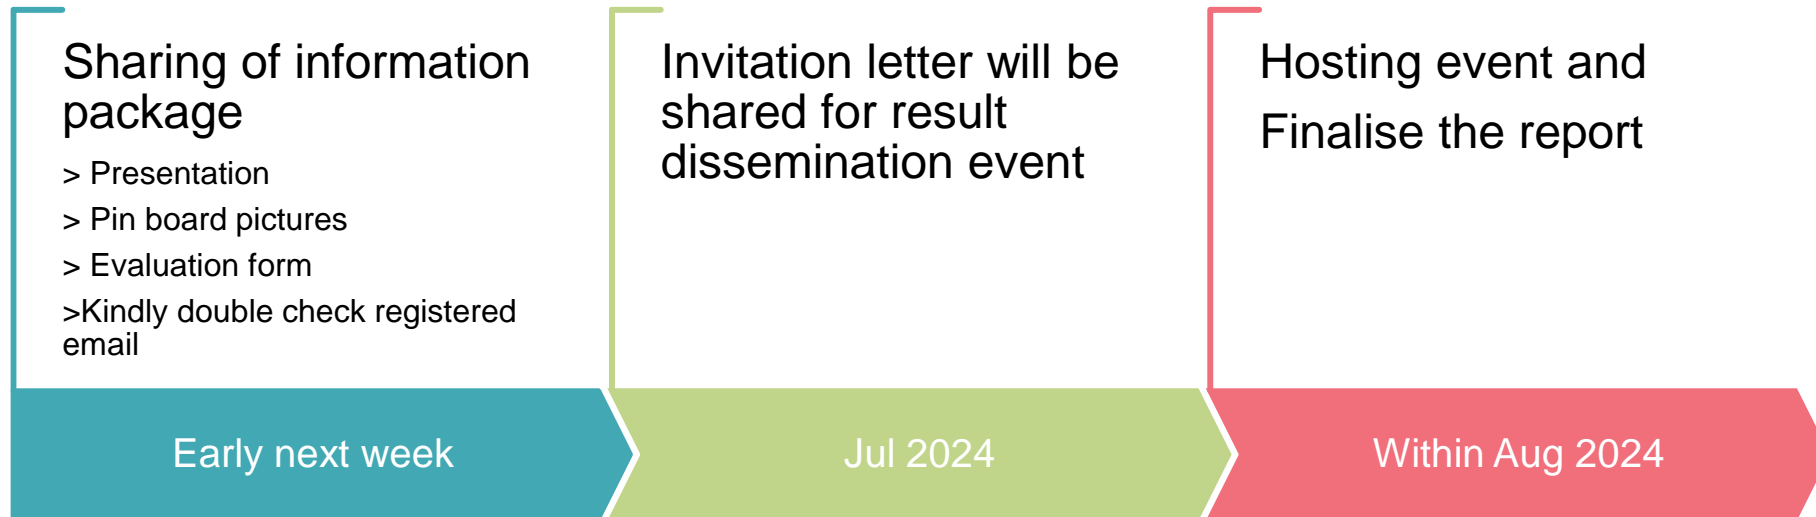 Sharing of information
package
> Presentation
> Pin board pictures
> Evaluation form
>Kindly double check registered
email
Early next week
Invitation letter will be
shared for result
dissemination event
Jul 2024
Hosting event and
Finalise the report
Within Aug 2024